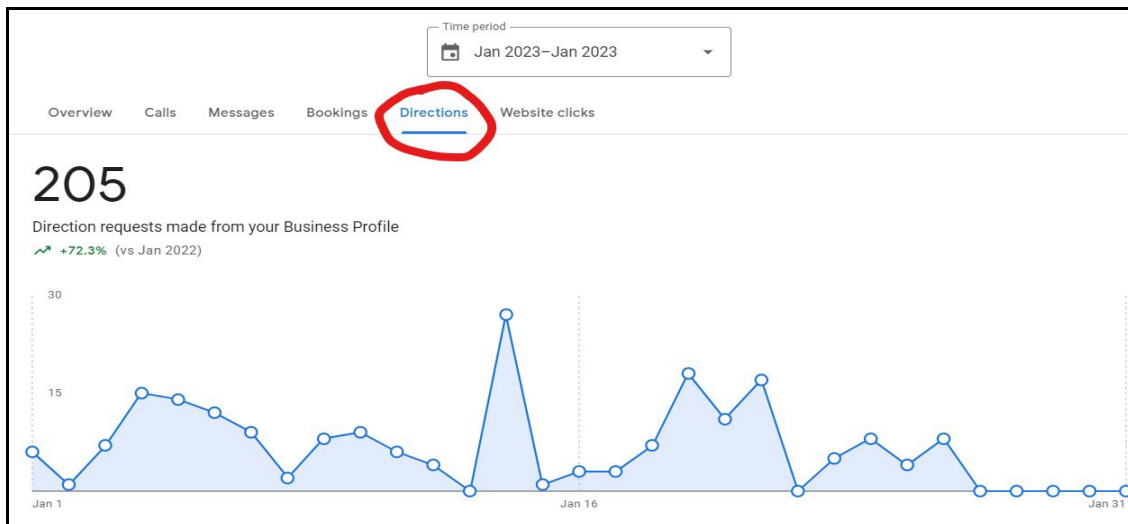 Time period
Jan 2023–Jan 2023
Overview Calls Messages Bookings Directions Website clicks
205
Direction requests made from your Business Profile
+72.3% (vs Jan 2022)
30
15
Jan 1 Jan 16 Jan 31